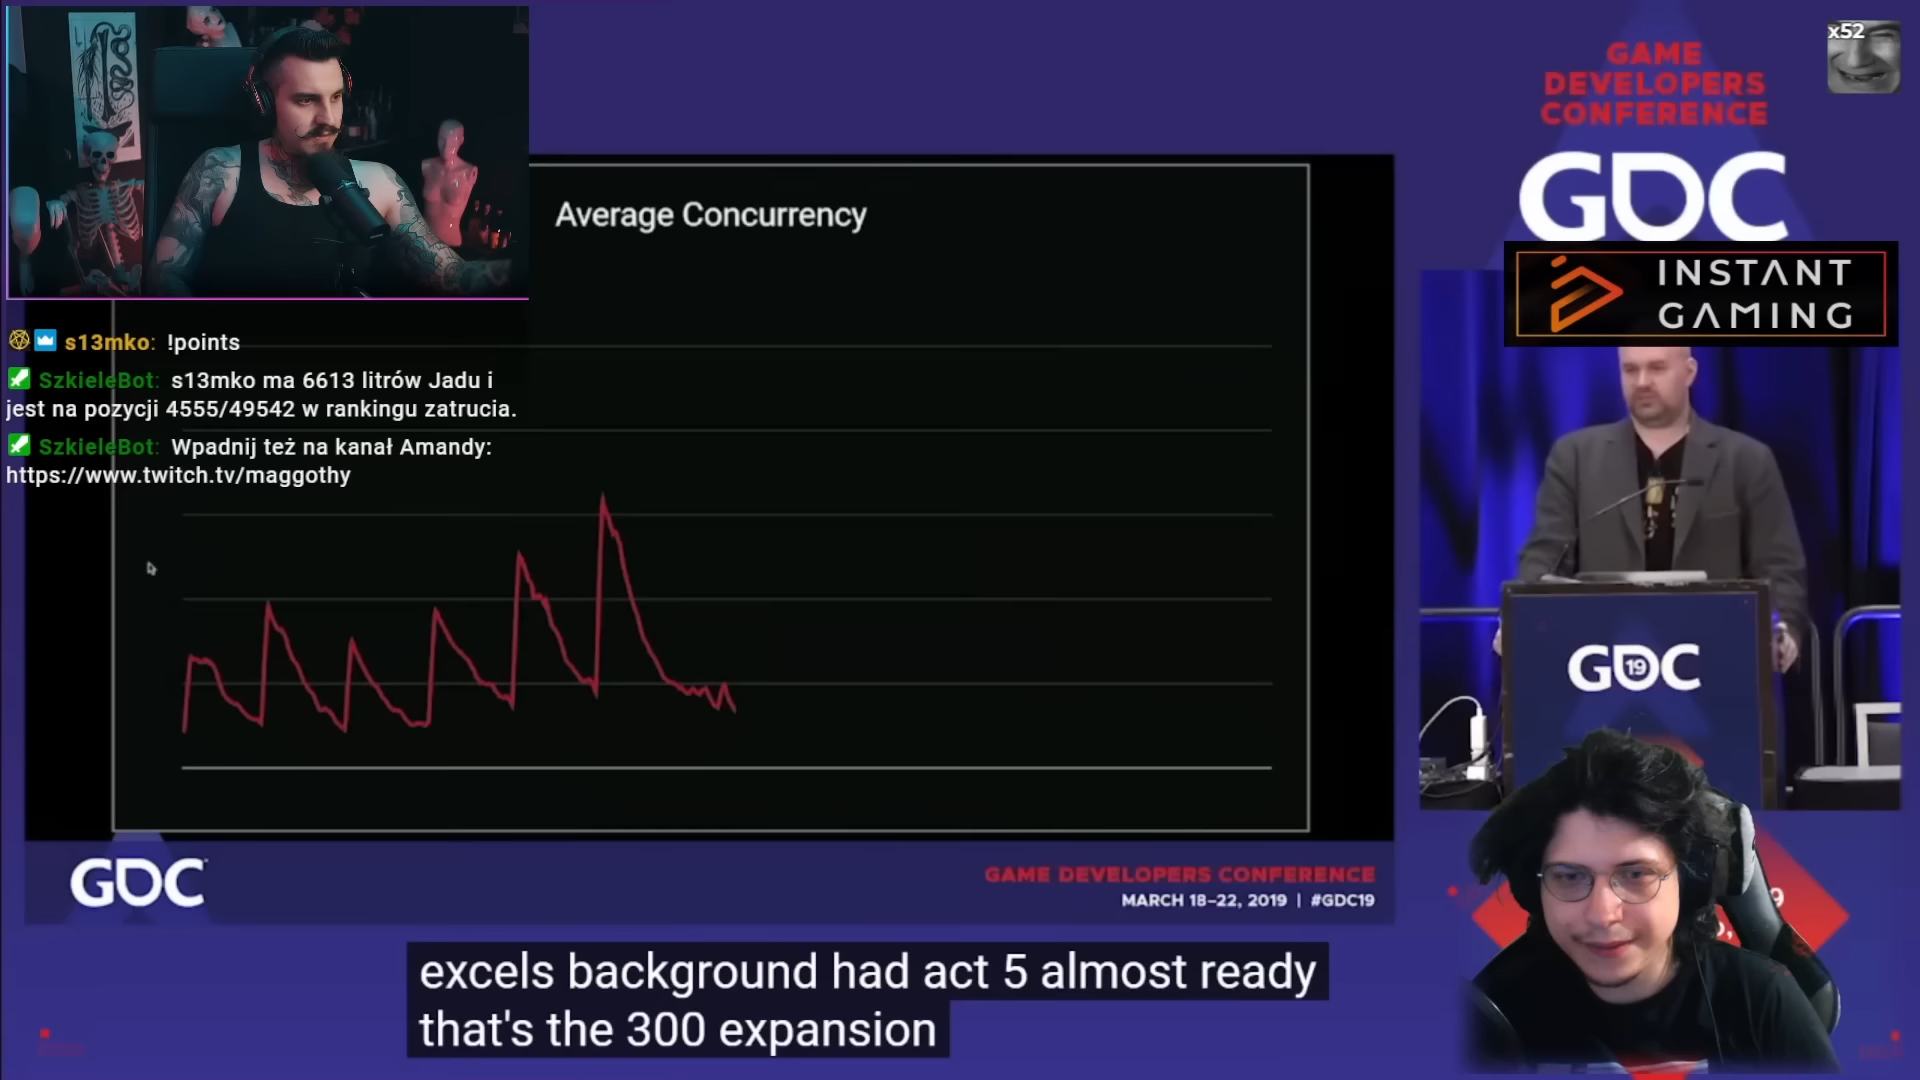 x52
GAME
DEVELOPERS
CONFERENCE
GDC
INSTANT
GAMING
Average Concurrency
s13mko: !points
SzkieleBot: s13mko ma 6613 litrów Jadu i
jest na pozycji 4555/49542 w rankingu zatrucia.
SzkieleBot: Wpadnij też na kanał Amandy:
https://www.twitch.tv/maggothy
GDC
19
GDC
GAME DEVELOPERS CONFERENCE
MARCH 18–22, 2019 | #GDC19
9
excels background had act 5 almost ready
that's the 300 expansion